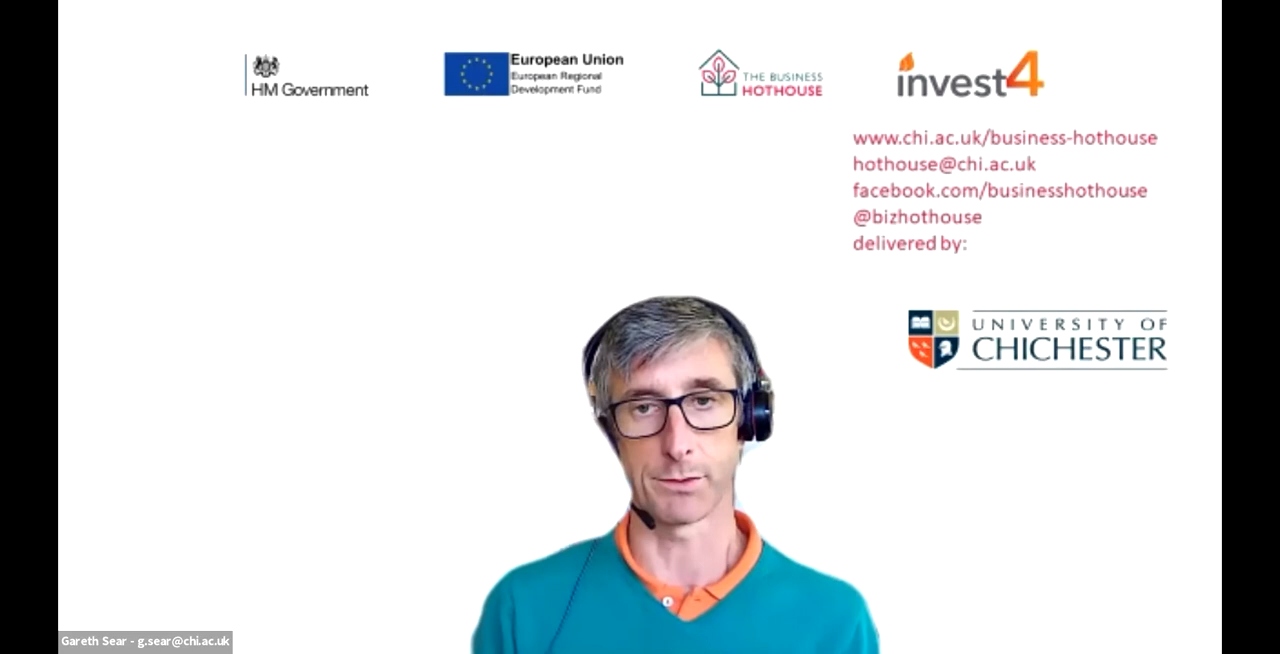 HM Government
European Union
European Regional
Development Fund
THE BUSINESS
HOTHOUSE
invest4
www.chi.ac.uk/business-hothouse
hothouse@chi.ac.uk
facebook.com/businesshothouse
@bizhothouse
delivered by:
UNIVERSITY OF
CHICHESTER
Gareth Sear - g.sear@chi.ac.uk